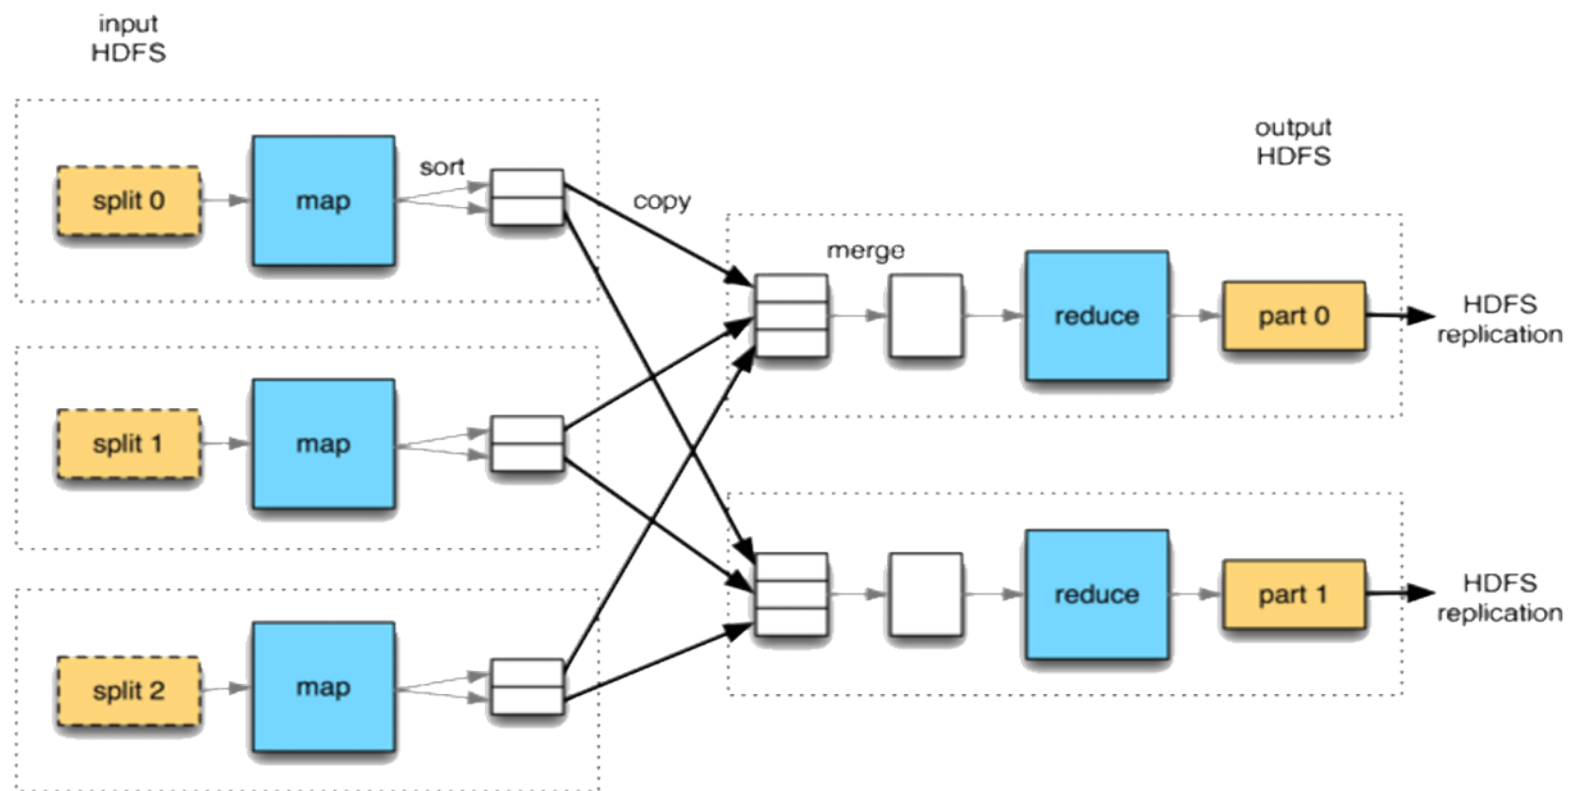 input
HDFS
output
HDFS
split 0
map
sort
copy
merge
reduce
part 0
HDFS
replication
split 1
map
reduce
part 1
HDFS
replication
split 2
map